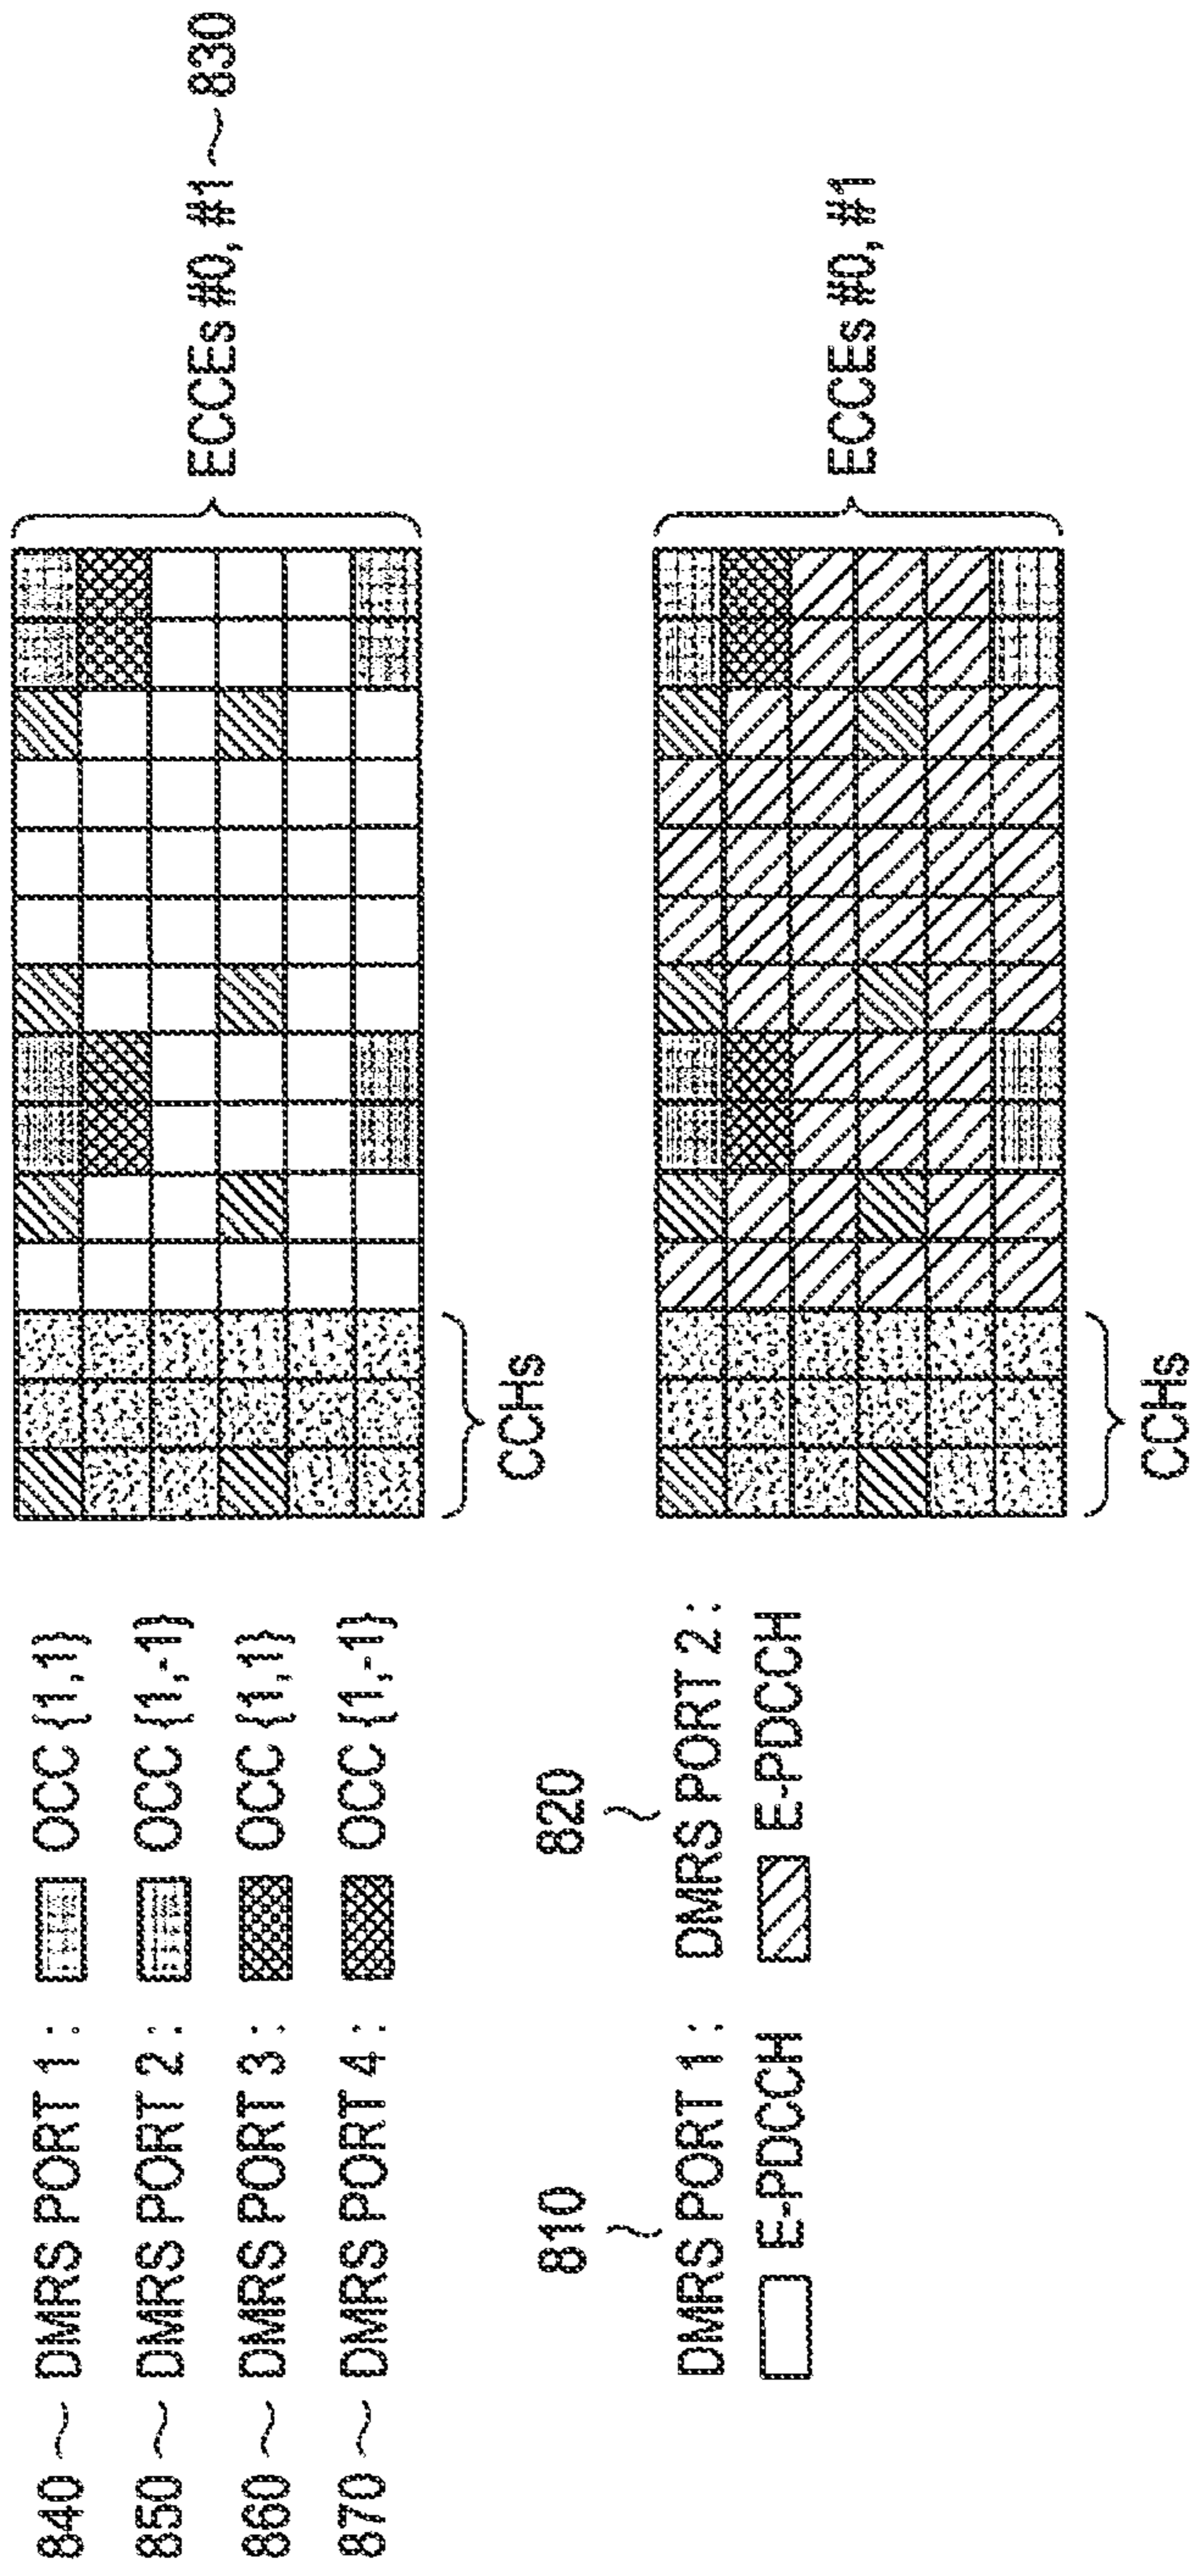 840 ~ DMRS PORT 1 : OCC {1,1}
850 ~ DMRS PORT 2 : OCC {1,-1}
860 ~ DMRS PORT 3 : OCC {1,1}
870 ~ DMRS PORT 4 : OCC {1,-1}
810
820
DMRS PORT 1 :
E-PDCCH
DMRS PORT 2 :
E-PDCCH
CCHs
ECCEs #0, #1 ~ 830
CCHs
ECCEs #0, #1